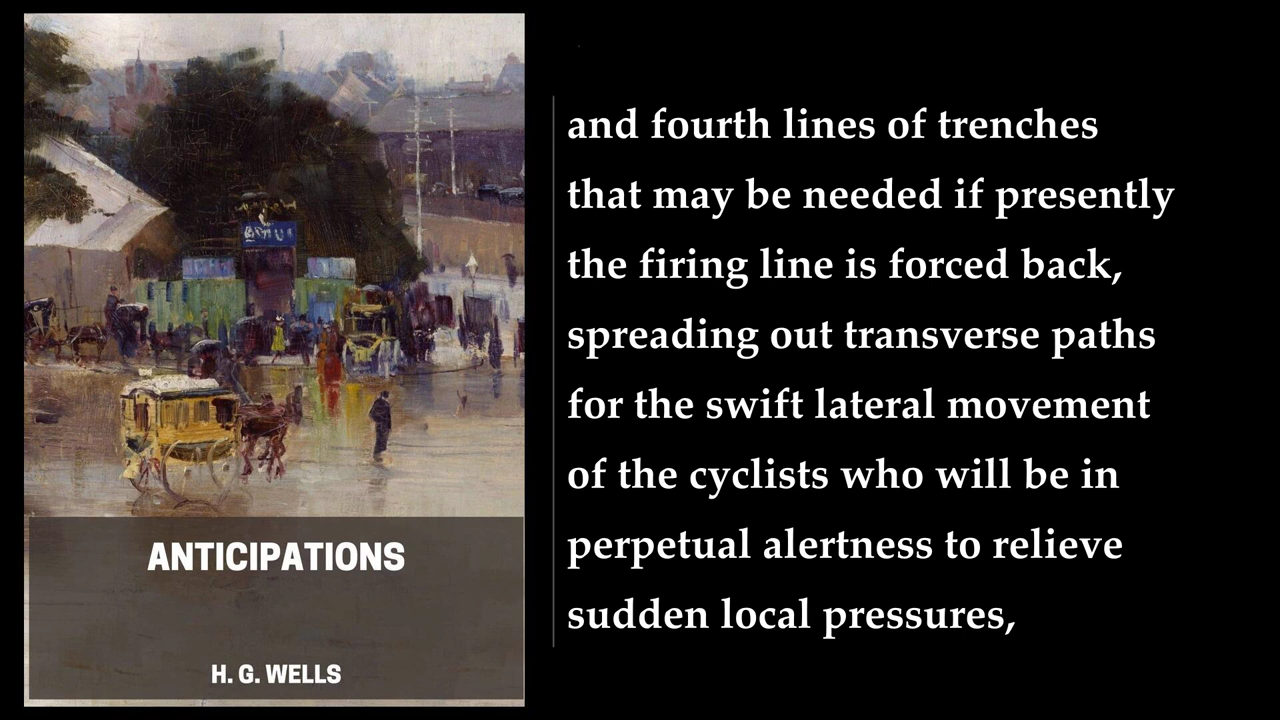 ANTICIPATIONS
H. G. WELLS
and fourth lines of trenches
that may be needed if presently
the firing line is forced back,
spreading out transverse paths
for the swift lateral movement
of the cyclists who will be in
perpetual alertness to relieve
sudden local pressures,